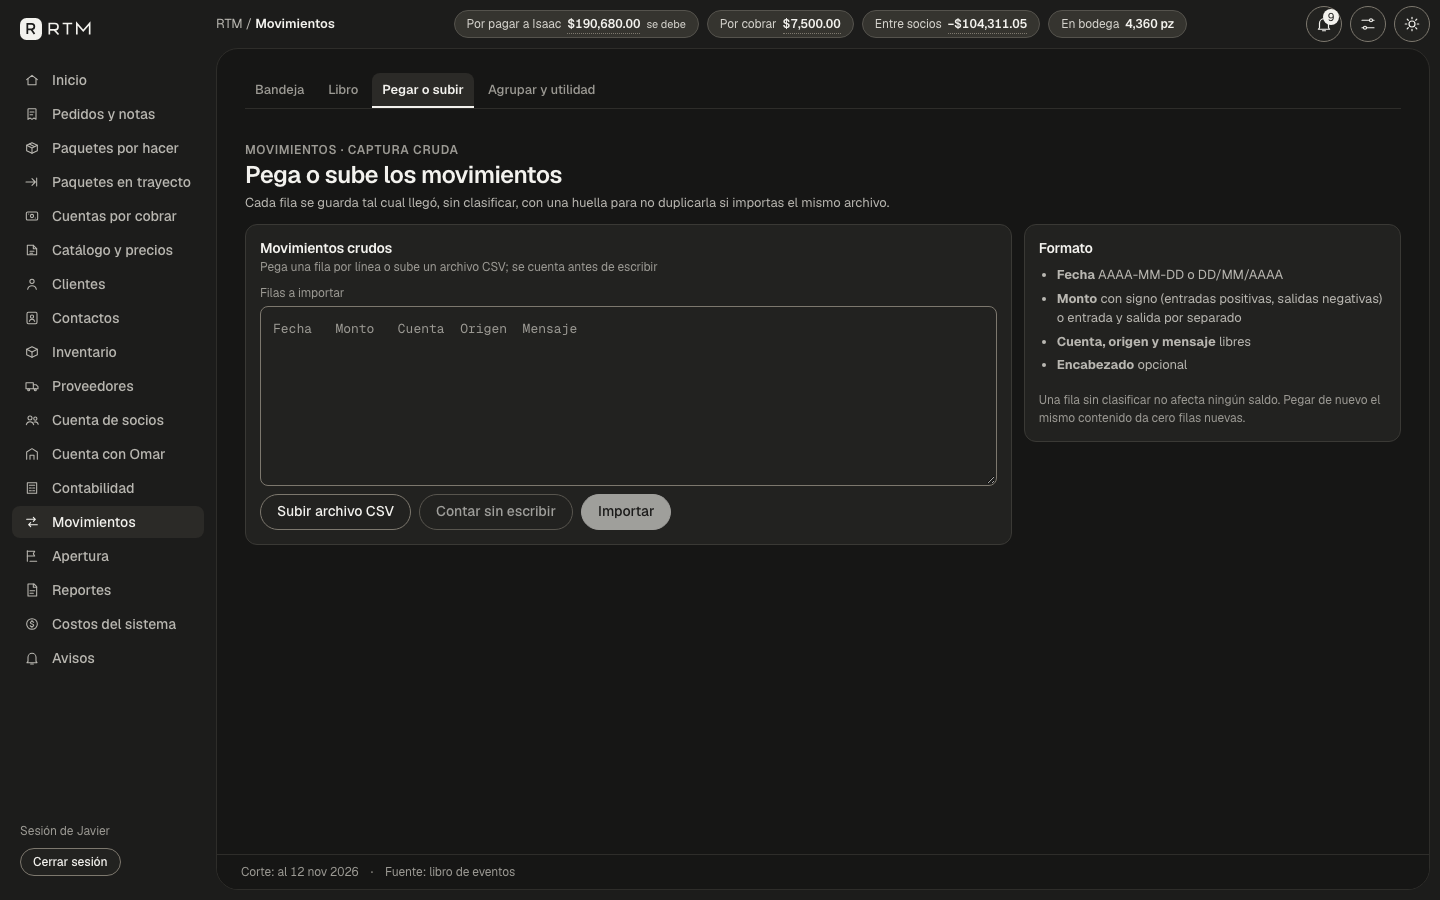 R RTM
RTM / Movimientos
Por pagar a Isaac $190,680.00 se debe
Por cobrar $7,500.00
Entre socios −$104,311.05
En bodega 4,360 pz
9
Inicio
Pedidos y notas
Paquetes por hacer
Paquetes en trayecto
Cuentas por cobrar
Catálogo y precios
Clientes
Contactos
Inventario
Proveedores
Cuenta de socios
Cuenta con Omar
Contabilidad
Movimientos
Apertura
Reportes
Costos del sistema
Avisos
Sesión de Javier
Cerrar sesión
Bandeja Libro Pegar o subir Agrupar y utilidad
MOVIMIENTOS · CAPTURA CRUDA
Pega o sube los movimientos
Cada fila se guarda tal cual llegó, sin clasificar, con una huella para no duplicarla si importas el mismo archivo.
Movimientos crudos
Pega una fila por línea o sube un archivo CSV; se cuenta antes de escribir
Filas a importar
Fecha Monto Cuenta Origen Mensaje
Subir archivo CSV Contar sin escribir Importar
Formato
• Fecha AAAA-MM-DD o DD/MM/AAAA
• Monto con signo (entradas positivas, salidas negativas)
o entrada y salida por separado
• Cuenta, origen y mensaje libres
• Encabezado opcional
Una fila sin clasificar no afecta ningún saldo. Pegar de nuevo el
mismo contenido da cero filas nuevas.
Corte: al 12 nov 2026 · Fuente: libro de eventos